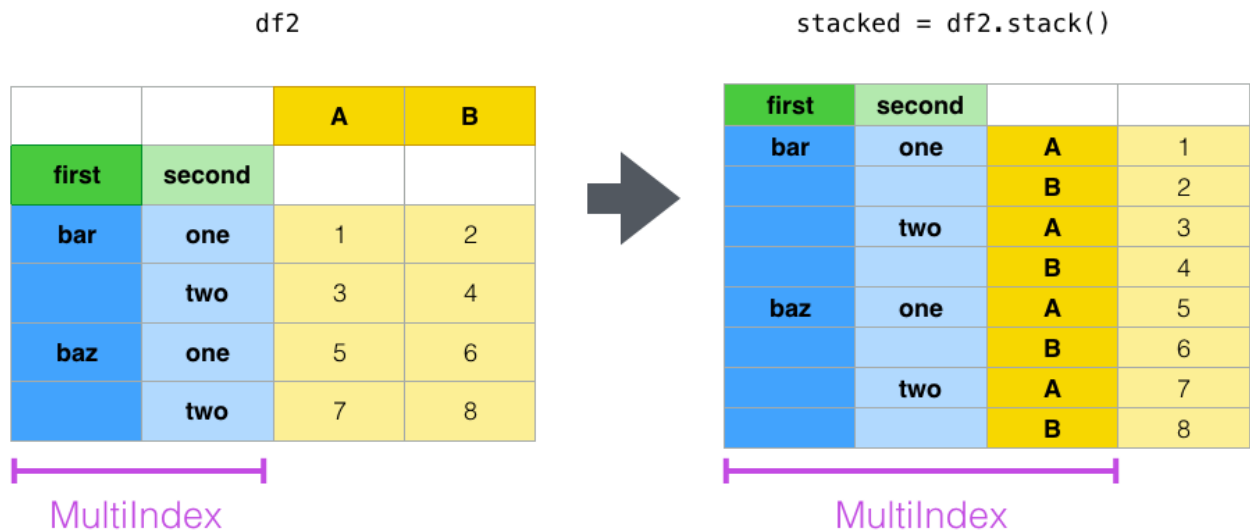 df2
stacked = df2.stack()
A B
first second
bar one 1 2
two 3 4
baz one 5 6
two 7 8
MultiIndex
first second
bar one A 1
B 2
two A 3
B 4
baz one A 5
B 6
two A 7
B 8
MultiIndex